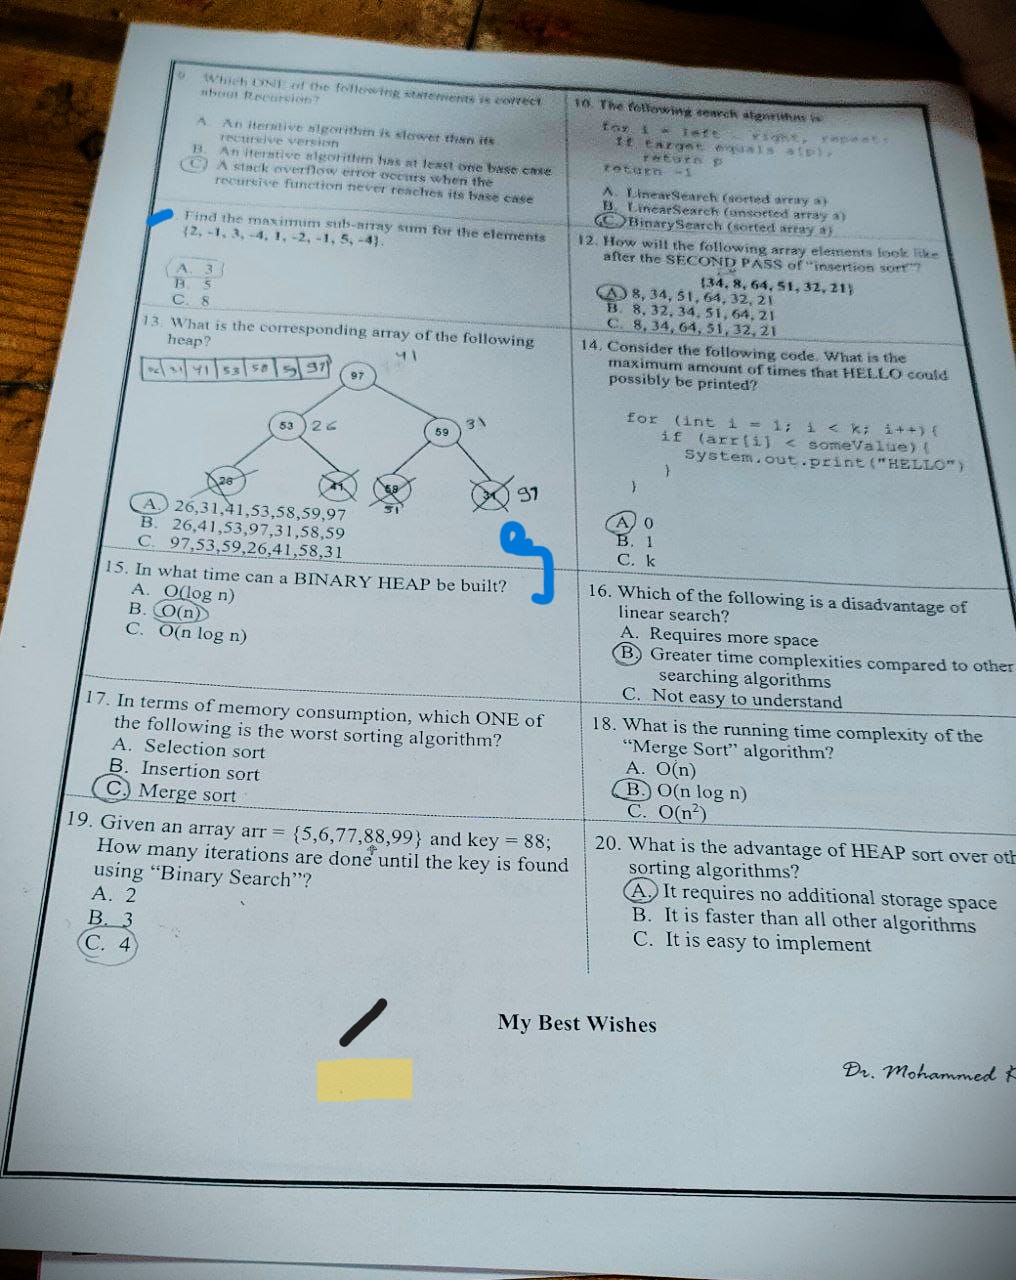 9 Which ONE of the following statements is correct
about Recursion?
A. An iterative algorithm is slower than its
recursive version
B. An iterative algorithm has at least one base case
C. A stack overflow error occurs when the
recursive function never reaches its base case
10. The following search algorithm is
for i = left .. right, repeat:
If target equals a[p],
return p
return -1
A. LinearSearch (sorted array a)
B. LinearSearch (unsorted array a)
C. BinarySearch (sorted array a)
Find the maximum sub-array sum for the elements
{2, -1, 3, -4, 1, -2, -1, 5, -4}.
A. 3
B. 5
C. 8
12. How will the following array elements look like
after the SECOND PASS of "insertion sort"?
{34, 8, 64, 51, 32, 21}
A. 8, 34, 51, 64, 32, 21
B. 8, 32, 34, 51, 64, 21
C. 8, 34, 64, 51, 32, 21
13. What is the corresponding array of the following
heap?
26 31 41 53 58 59 97
41
97
53 26
59 31
26 41 58 31 97
A. 26,31,41,53,58,59,97
B. 26,41,53,97,31,58,59
C. 97,53,59,26,41,58,31
14. Consider the following code. What is the
maximum amount of times that HELLO could
possibly be printed?
for (int i = 1; i < k; i++){
if (arr[i] < someValue){
System.out.print("HELLO")
}
}
A. 0
B. 1
C. k
15. In what time can a BINARY HEAP be built?
A. O(log n)
B. O(n)
C. O(n log n)
16. Which of the following is a disadvantage of
linear search?
A. Requires more space
B. Greater time complexities compared to other
searching algorithms
C. Not easy to understand
17. In terms of memory consumption, which ONE of
the following is the worst sorting algorithm?
A. Selection sort
B. Insertion sort
C. Merge sort
18. What is the running time complexity of the
"Merge Sort" algorithm?
A. O(n)
B. O(n log n)
C. O(n²)
19. Given an array arr = {5,6,77,88,99} and key = 88;
How many iterations are done until the key is found
using "Binary Search"?
A. 2
B. 3
C. 4
20. What is the advantage of HEAP sort over oth
sorting algorithms?
A. It requires no additional storage space
B. It is faster than all other algorithms
C. It is easy to implement
My Best Wishes
Dr. Mohammed